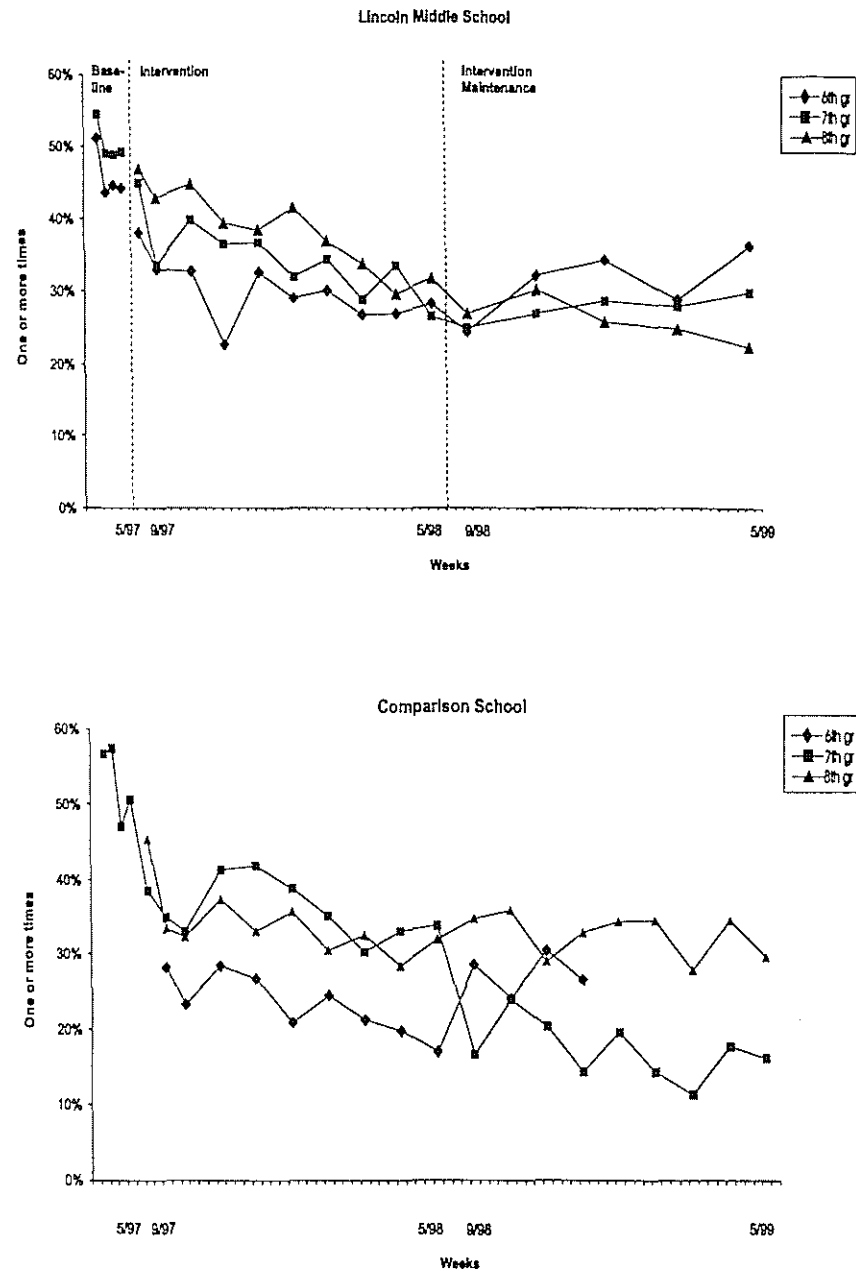 Lincoln Middle School
60%
50%
40%
30%
20%
10%
0%
One or more times
Base-
line
Intervention
Intervention
Maintenance
6th gr
7th gr
8th gr
5/97 9/97 5/98 9/98 5/99
Weeks
Comparison School
60%
50%
40%
30%
20%
10%
0%
One or more times
6th gr
7th gr
8th gr
5/97 9/97 5/98 9/98 5/99
Weeks